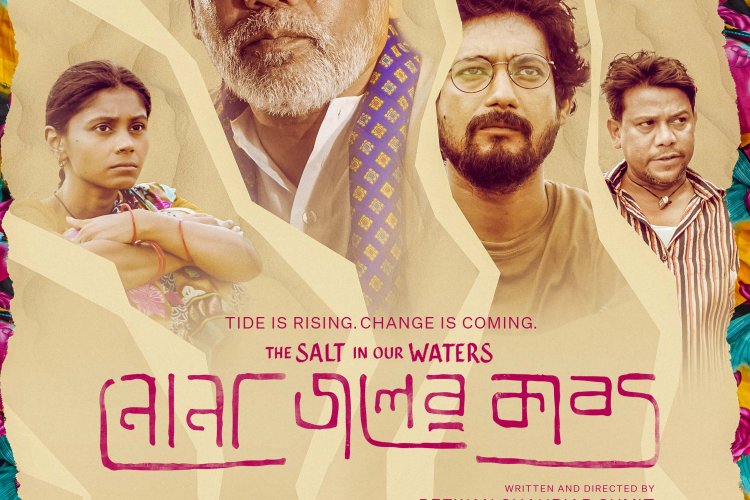 TIDE IS RISING. CHANGE IS COMING.
THE SALT IN OUR WATERS
নোনা জলের কাব্য
WRITTEN AND DIRECTED BY